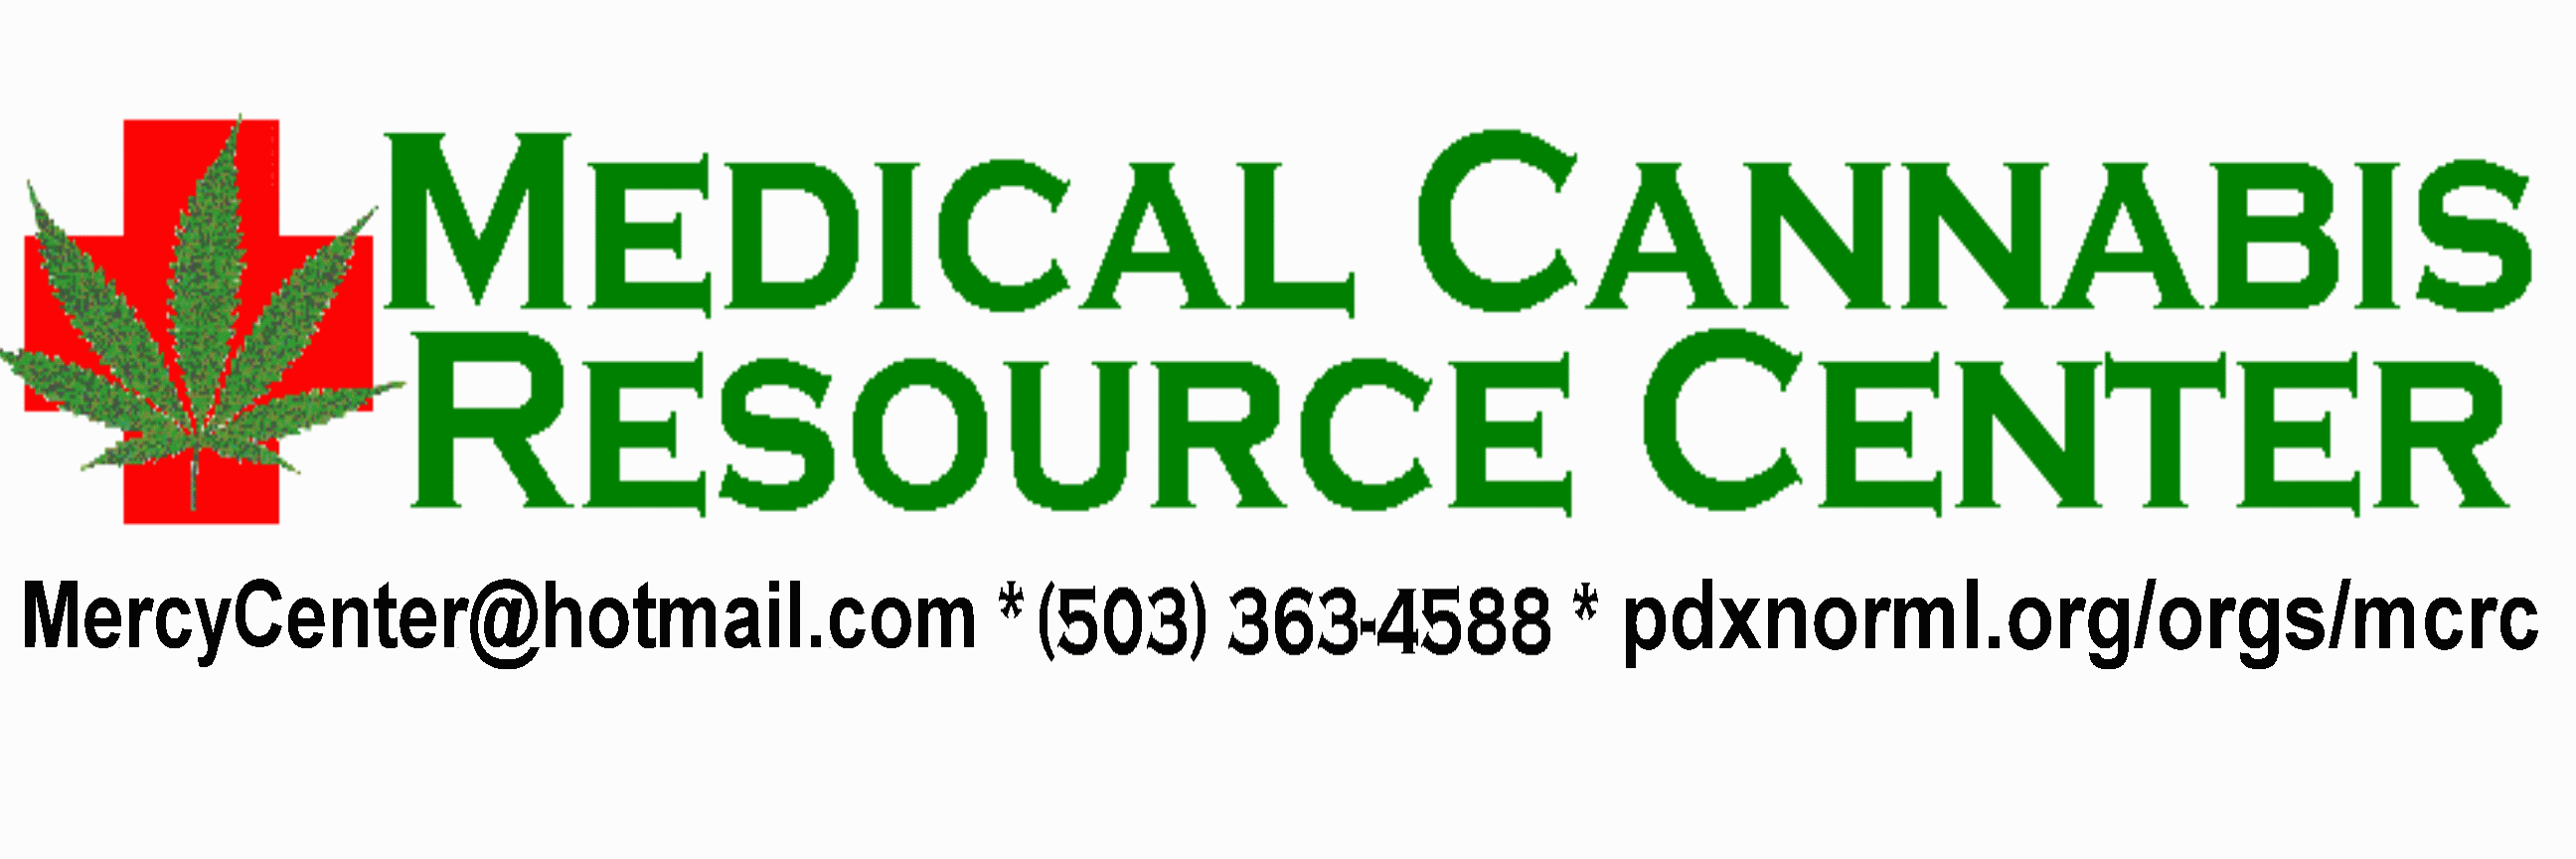 MEDICAL CANNABIS
RESOURCE CENTER
MercyCenter@hotmail.com * (503) 363-4588 * pdxnorml.org/orgs/mcrc